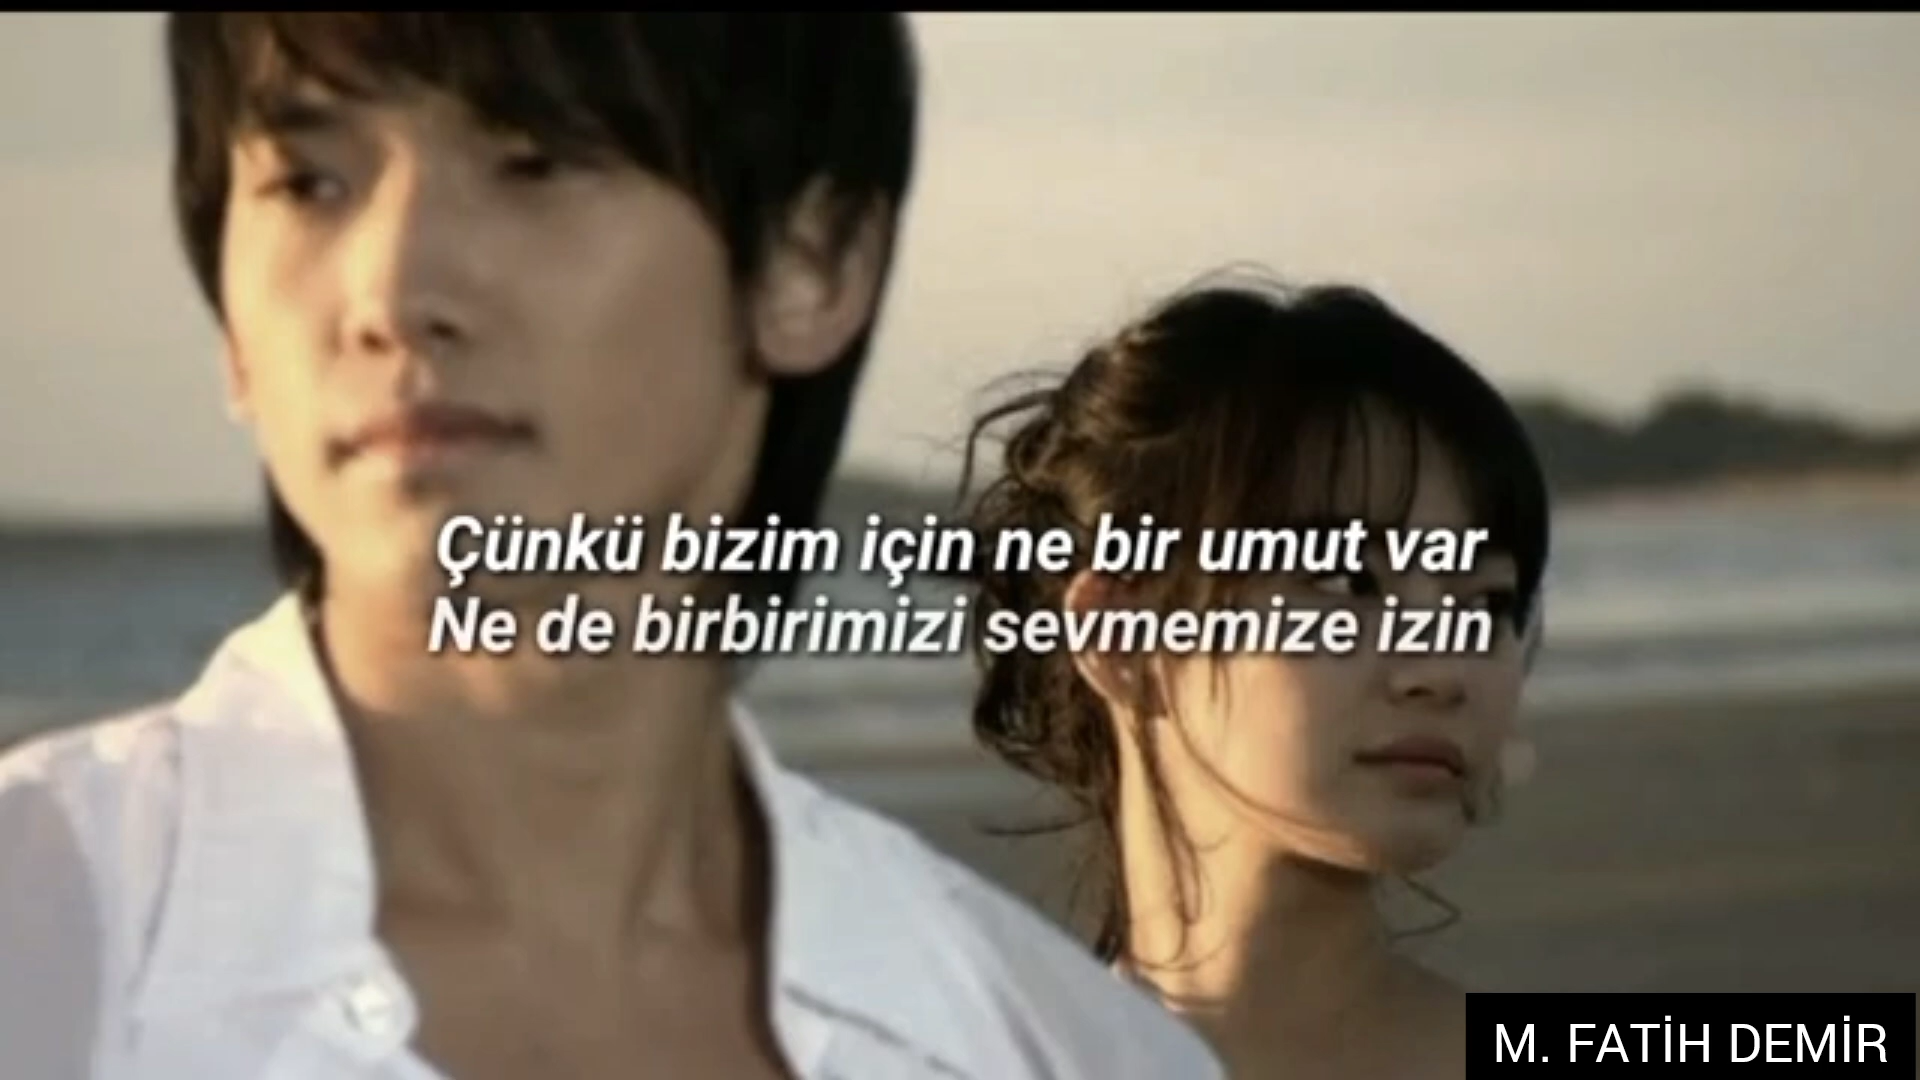 Çünkü bizim için ne bir umut var
Ne de birbirimizi sevmemize izin
M. FATİH DEMİR